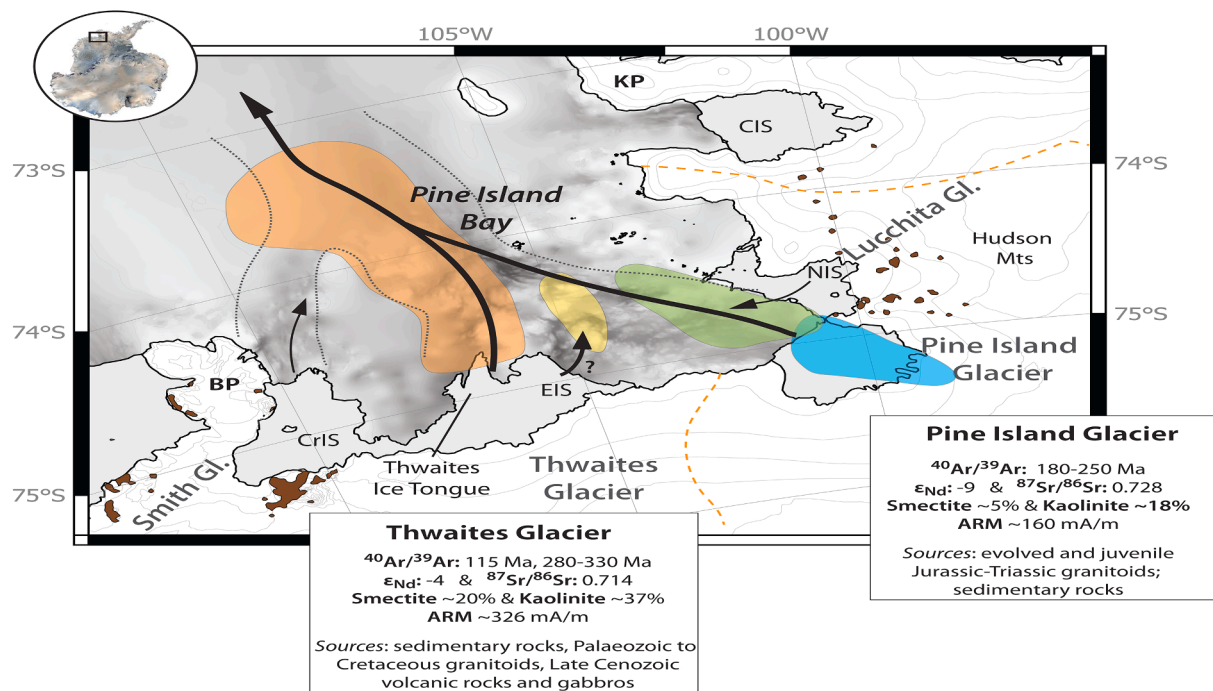 105°W
100°W
KP
CIS
73°S
74°S
Pine Island
Bay
Lucchita Gl.
Hudson
Mts
NIS
74°S
75°S
Pine Island
Glacier
BP
EIS
?
CrIS
Thwaites
Ice Tongue
Thwaites
Glacier
75°S
Smith Gl.
Pine Island Glacier
⁴⁰Ar/³⁹Ar: 180-250 Ma
εNd: -9 & ⁸⁷Sr/⁸⁶Sr: 0.728
Smectite ~5% & Kaolinite ~18%
ARM ~160 mA/m
Sources: evolved and juvenile
Jurassic-Triassic granitoids;
sedimentary rocks
Thwaites Glacier
⁴⁰Ar/³⁹Ar: 115 Ma, 280-330 Ma
εNd: -4 & ⁸⁷Sr/⁸⁶Sr: 0.714
Smectite ~20% & Kaolinite ~37%
ARM ~326 mA/m
Sources: sedimentary rocks, Palaeozoic to
Cretaceous granitoids, Late Cenozoic
volcanic rocks and gabbros